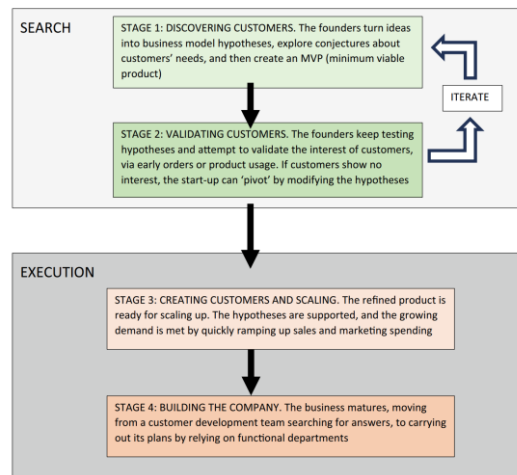 SEARCH
STAGE 1: DISCOVERING CUSTOMERS. The founders turn ideas
into business model hypotheses, explore conjectures about
customers’ needs, and then create an MVP (minimum viable
product)
ITERATE
STAGE 2: VALIDATING CUSTOMERS. The founders keep testing
hypotheses and attempt to validate the interest of customers,
via early orders or product usage. If customers show no
interest, the start-up can ‘pivot’ by modifying the hypotheses
EXECUTION
STAGE 3: CREATING CUSTOMERS AND SCALING. The refined product is
ready for scaling up. The hypotheses are supported, and the growing
demand is met by quickly ramping up sales and marketing spending
STAGE 4: BUILDING THE COMPANY. The business matures, moving
from a customer development team searching for answers, to carrying
out its plans by relying on functional departments